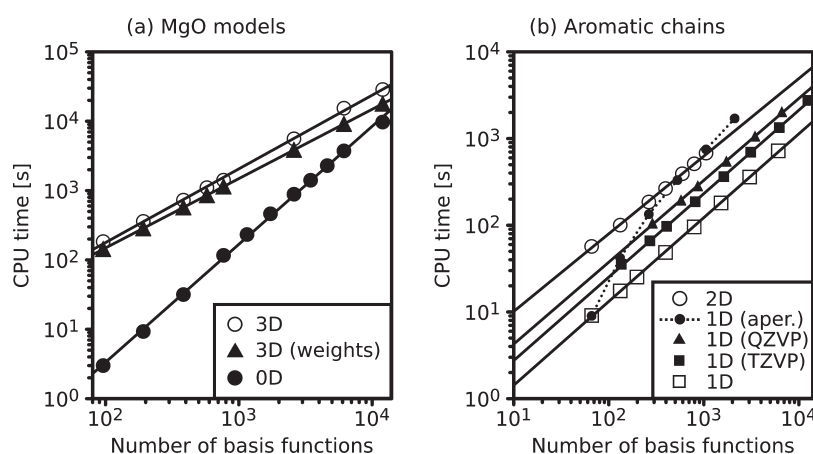 (a) MgO models
CPU time [s]
10^5
10^4
10^3
10^2
10^1
10^0
3D
3D (weights)
0D
10^2
10^3
10^4
Number of basis functions
(b) Aromatic chains
CPU time [s]
10^4
10^3
10^2
10^1
10^0
2D
1D (aper.)
1D (QZVP)
1D (TZVP)
1D
10^1
10^2
10^3
10^4
Number of basis functions